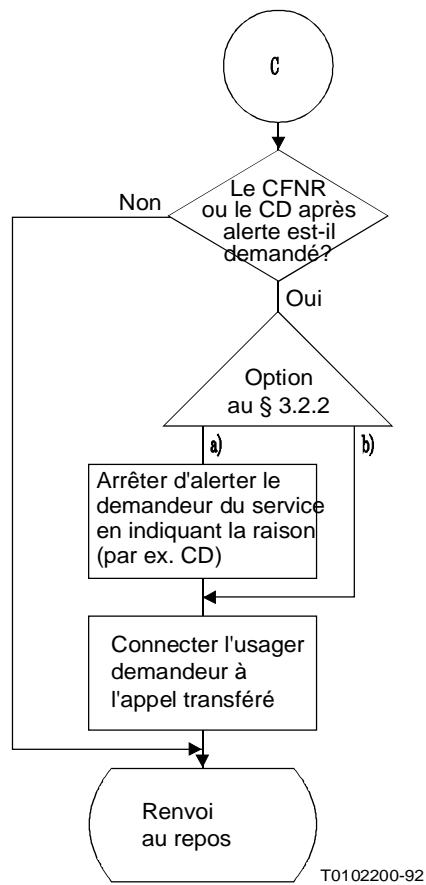 C
Le CFNR
ou le CD après
alerte est-il
demandé?
Non
Oui
Option
au § 3.2.2
a)
b)
Arrêter d'alerter le
demandeur du service
en indiquant la raison
(par ex. CD)
Connecter l'usager
demandeur à
l'appel transféré
Renvoi
au repos
T0102200-92